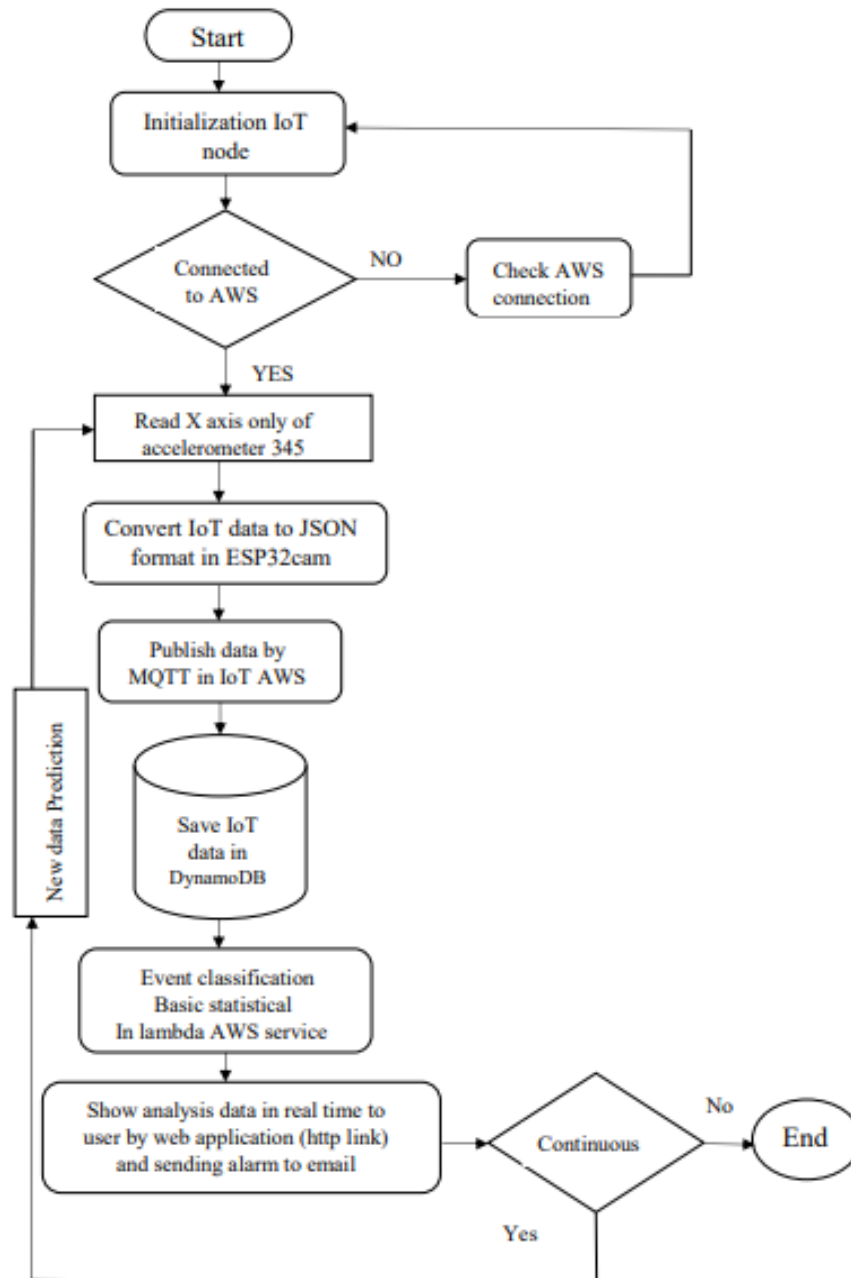 Start
Initialization IoT
node
Connected
to AWS
NO
Check AWS
connection
YES
Read X axis only of
accelerometer 345
Convert IoT data to JSON
format in ESP32cam
Publish data by
MQTT in IoT AWS
New data Prediction
Save IoT
data in
DynamoDB
Event classification
Basic statistical
In lambda AWS service
Show analysis data in real time to
user by web application (http link)
and sending alarm to email
Continuous
No
End
Yes